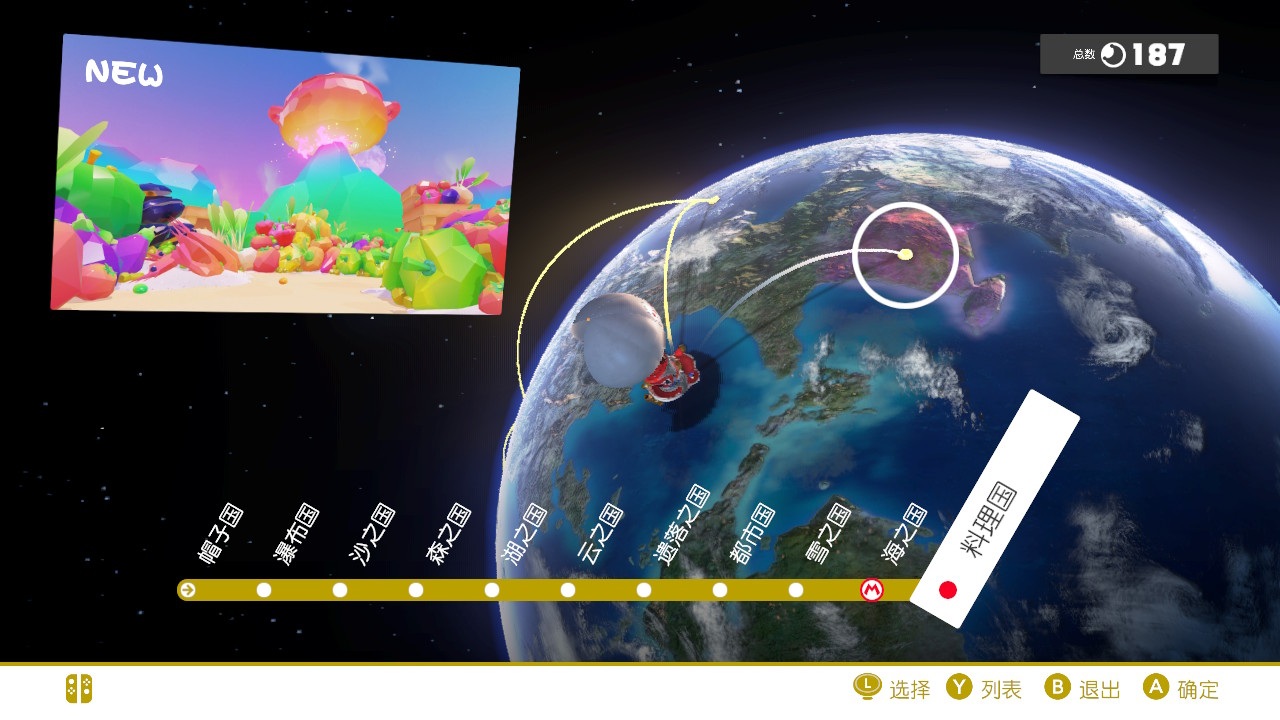 NEW
总数 187
帽子国
瀑布国
沙之国
森之国
湖之国
云之国
遗落之国
都市国
雪之国
海之国
料理国
M
L 选择 Y 列表 B 退出 A 确定